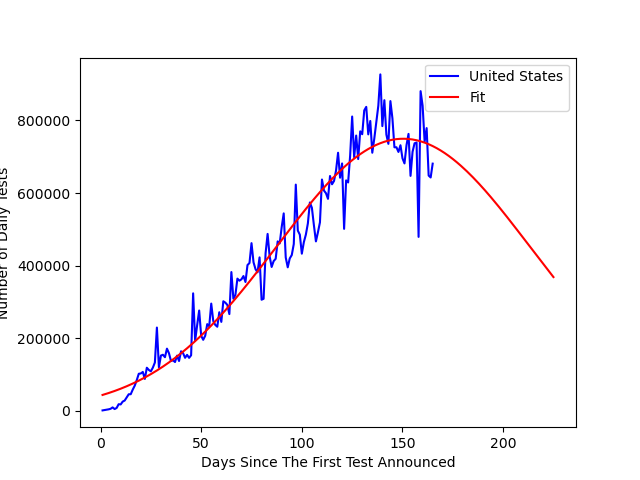 United States
Fit
Number of Daily Tests
800000
600000
400000
200000
0
0 50 100 150 200
Days Since The First Test Announced